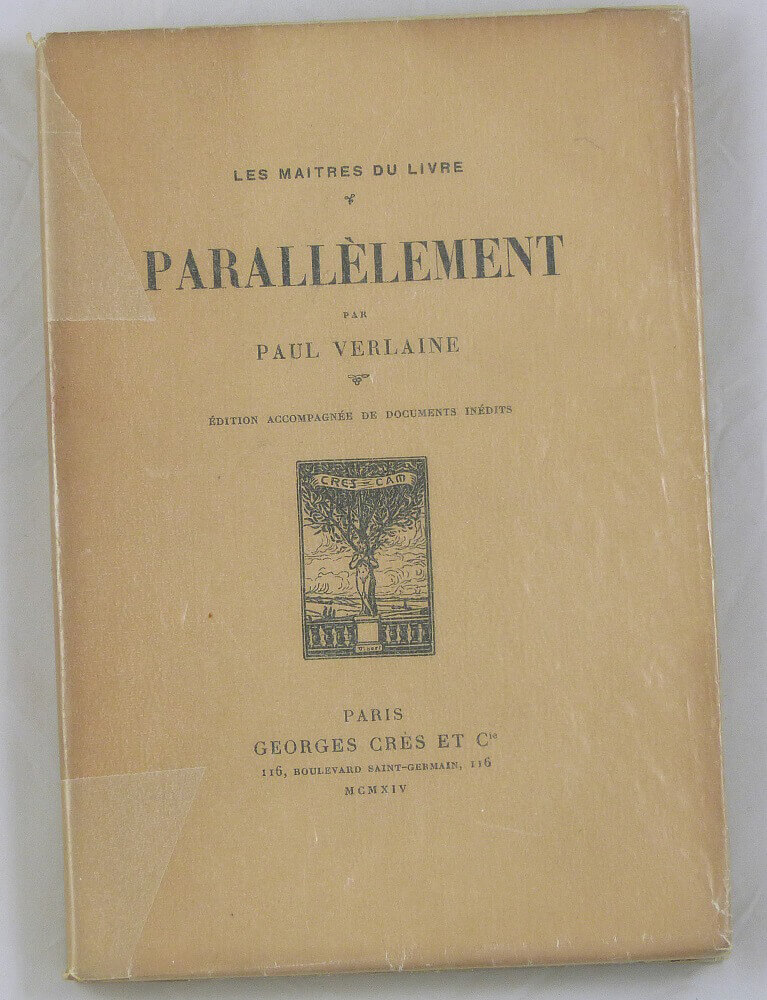 LES MAITRES DU LIVRE
PARALLÈLEMENT
PAR
PAUL VERLAINE
ÉDITION ACCOMPAGNÉE DE DOCUMENTS INÉDITS
CRES=CAM
PARIS
GEORGES CRÈS ET Cie
116, BOULEVARD SAINT-GERMAIN, 116
MCMXIV